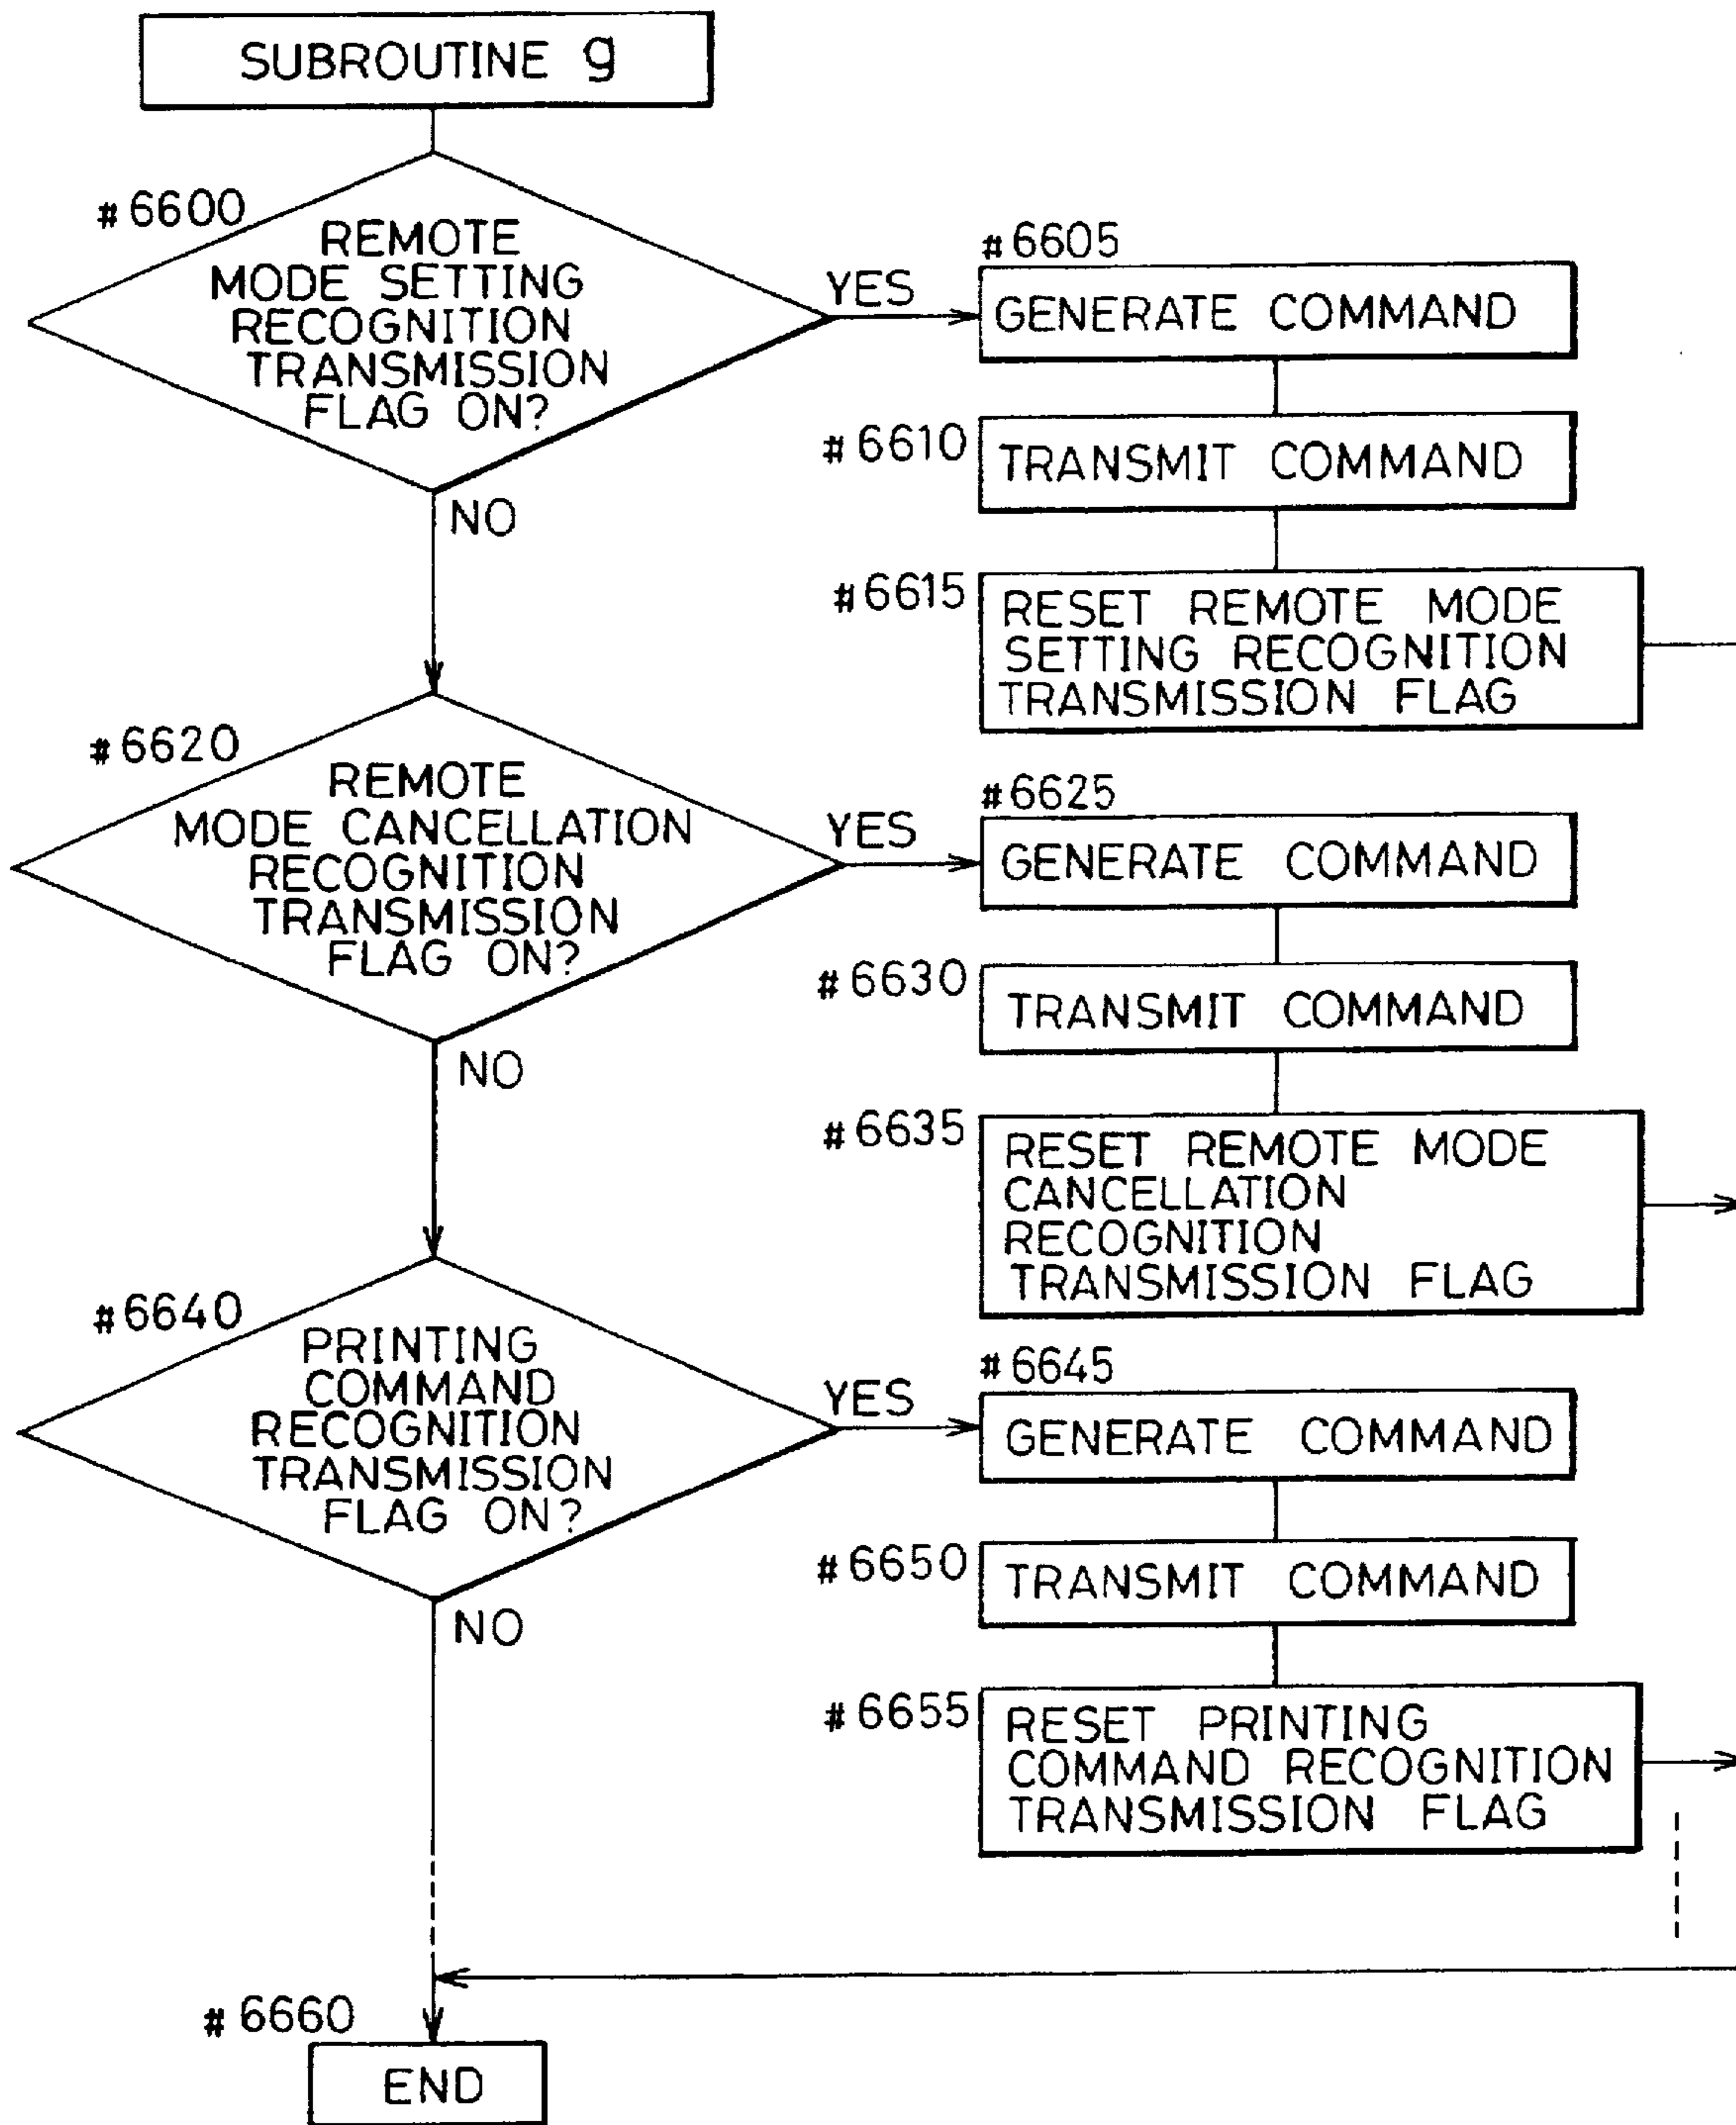 SUBROUTINE g
#6600
REMOTE
MODE SETTING
RECOGNITION
TRANSMISSION
FLAG ON?
YES
NO
#6605
GENERATE COMMAND
#6610
TRANSMIT COMMAND
#6615
RESET REMOTE MODE
SETTING RECOGNITION
TRANSMISSION FLAG
#6620
REMOTE
MODE CANCELLATION
RECOGNITION
TRANSMISSION
FLAG ON?
YES
NO
#6625
GENERATE COMMAND
#6630
TRANSMIT COMMAND
#6635
RESET REMOTE MODE
CANCELLATION
RECOGNITION
TRANSMISSION FLAG
#6640
PRINTING
COMMAND
RECOGNITION
TRANSMISSION
FLAG ON?
YES
NO
#6645
GENERATE COMMAND
#6650
TRANSMIT COMMAND
#6655
RESET PRINTING
COMMAND RECOGNITION
TRANSMISSION FLAG
#6660
END